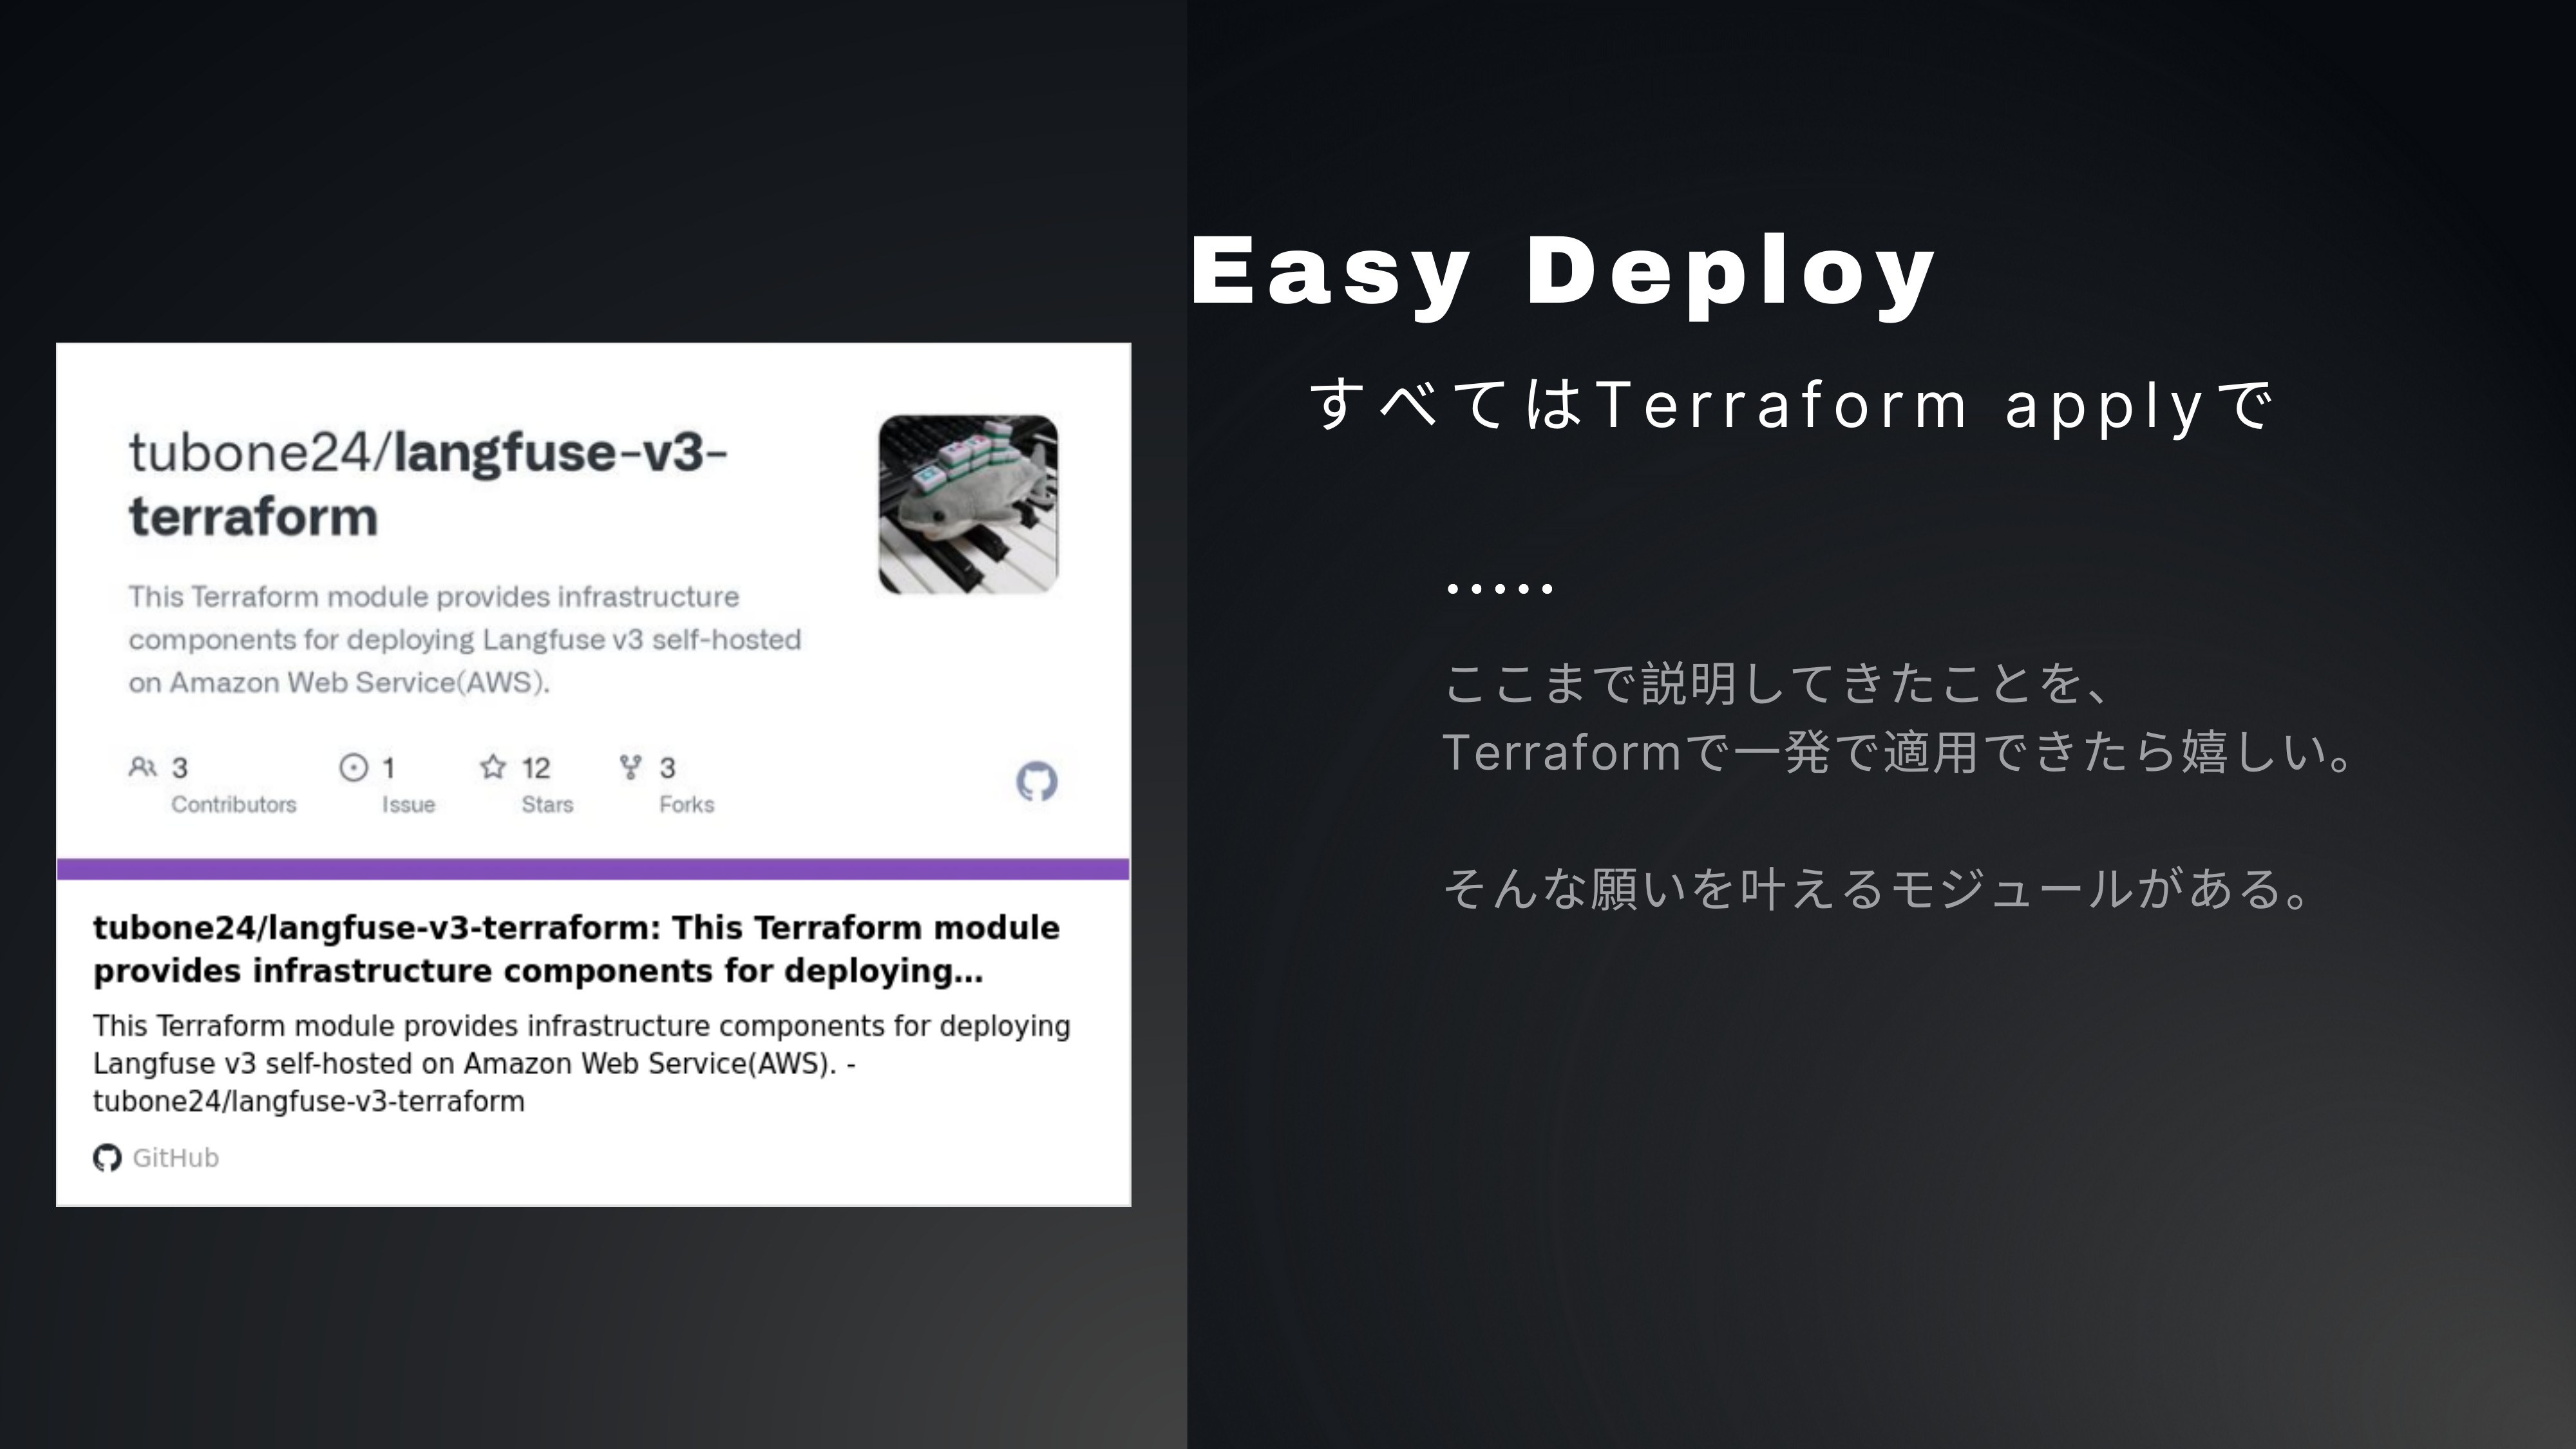 tubone24/langfuse-v3-
terraform
This Terraform module provides infrastructure
components for deploying Langfuse v3 self-hosted
on Amazon Web Service(AWS).
3 1 12 3
Contributors Issue Stars Forks
tubone24/langfuse-v3-terraform: This Terraform module
provides infrastructure components for deploying...
This Terraform module provides infrastructure components for deploying
Langfuse v3 self-hosted on Amazon Web Service(AWS). -
tubone24/langfuse-v3-terraform
GitHub
Easy Deploy
すべてはTerraform applyで
.....
ここまで説明してきたことを、
Terraformで一発で適用できたら嬉しい。
そんな願いを叶えるモジュールがある。